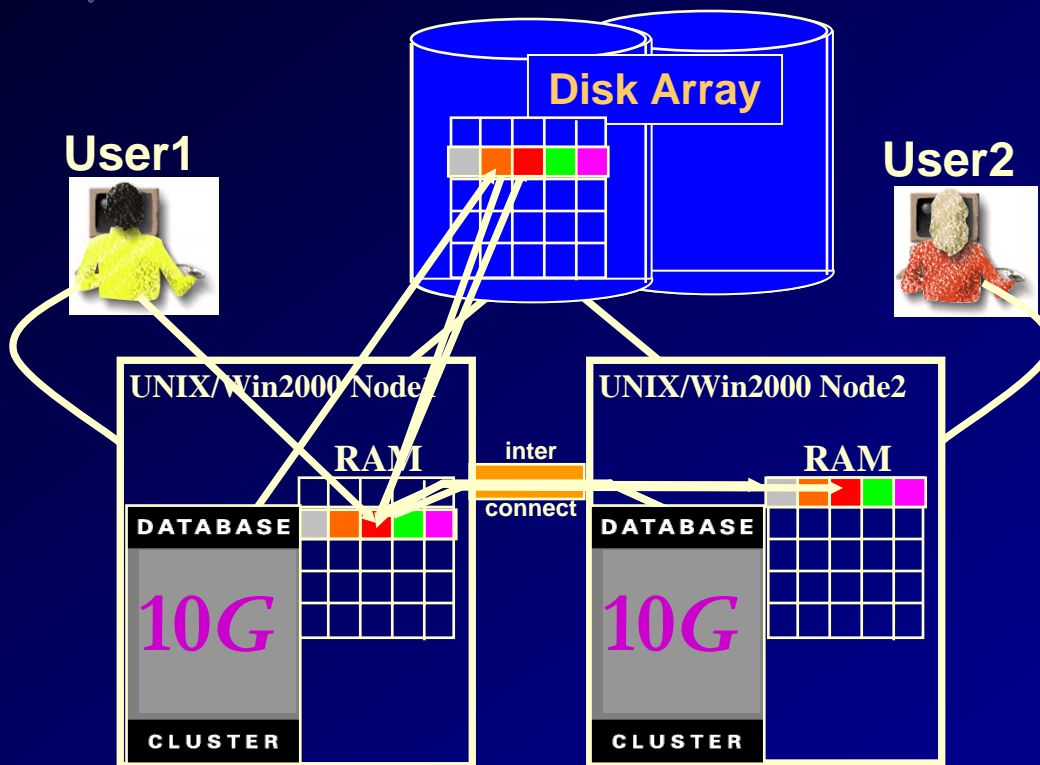 Disk Array
User1
User2
UNIX/Win2000 Node1
UNIX/Win2000 Node2
RAM
inter
connect
RAM
DATABASE
10G
CLUSTER
DATABASE
10G
CLUSTER